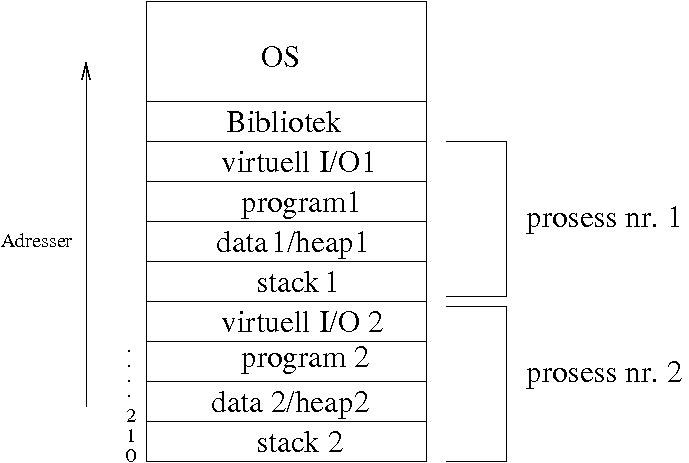 OS
Bibliotek
virtuell I/O1
program1
prosess nr. 1
Adresser
data 1/heap1
stack 1
virtuell I/O 2
.
.
.
.
program 2
prosess nr. 2
data 2/heap2
2
1
stack 2
0